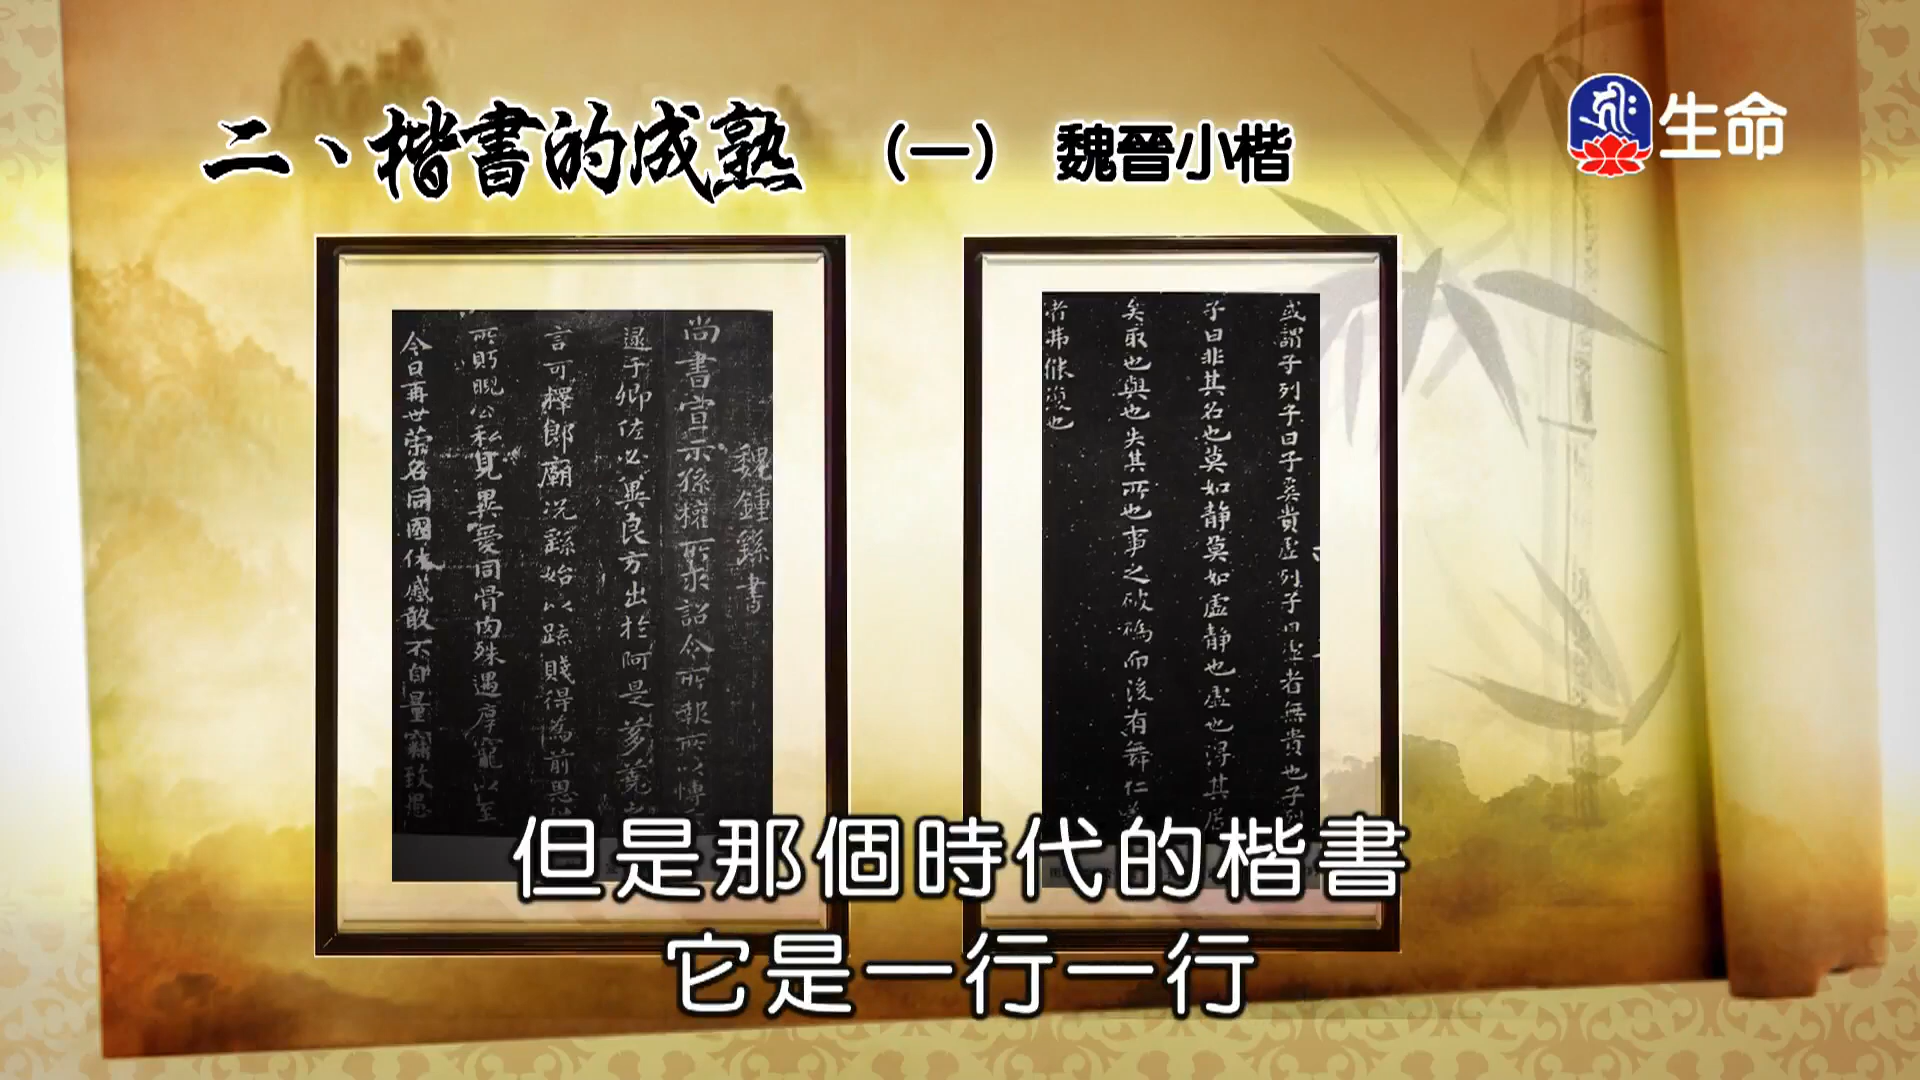 二、楷書的成熟 （一） 魏晉小楷
生命
魏鍾繇書
尚書宣示孫權所求詔令所報所以博
逮于卿佐必冀良方出於阿是芻蕘
言可擇郎廟況繇始以疏賤得為前恩
所眄睨公私見異愛同骨肉殊遇厚寵以至
今日再世榮名同國休慼敢不自量竊致愚
或謂子列子曰子奚貴虛列子曰虛者無貴也子列
子曰非其名也莫如靜莫如虛靜也虛也得其居
矣取也與也失其所也事之破碼而後有舞仁義
者弗能復也
但是那個時代的楷書
它是一行一行